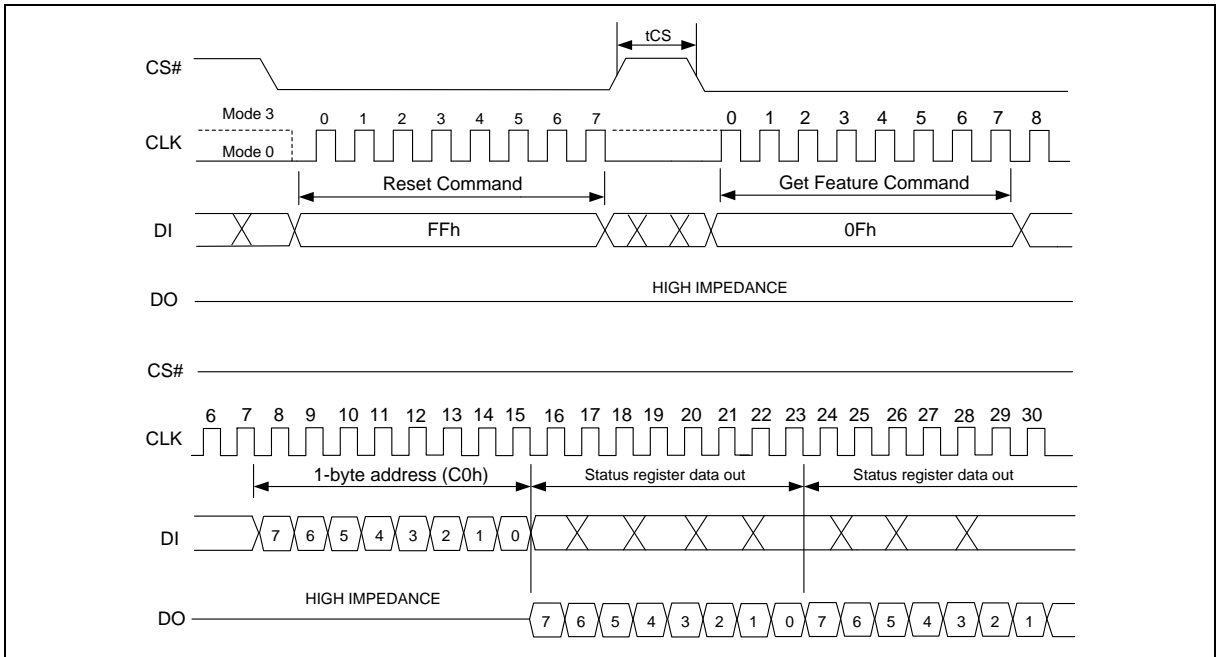 tCS
CS#
Mode 3
0 1 2 3 4 5 6 7 0 1 2 3 4 5 6 7 8
CLK
Mode 0
Reset Command Get Feature Command
DI FFh 0Fh
HIGH IMPEDANCE
DO
CS#
6 7 8 9 10 11 12 13 14 15 16 17 18 19 20 21 22 23 24 25 26 27 28 29 30
CLK
1-byte address (C0h) Status register data out Status register data out
DI 7 6 5 4 3 2 1 0
HIGH IMPEDANCE
DO 7 6 5 4 3 2 1 0 7 6 5 4 3 2 1